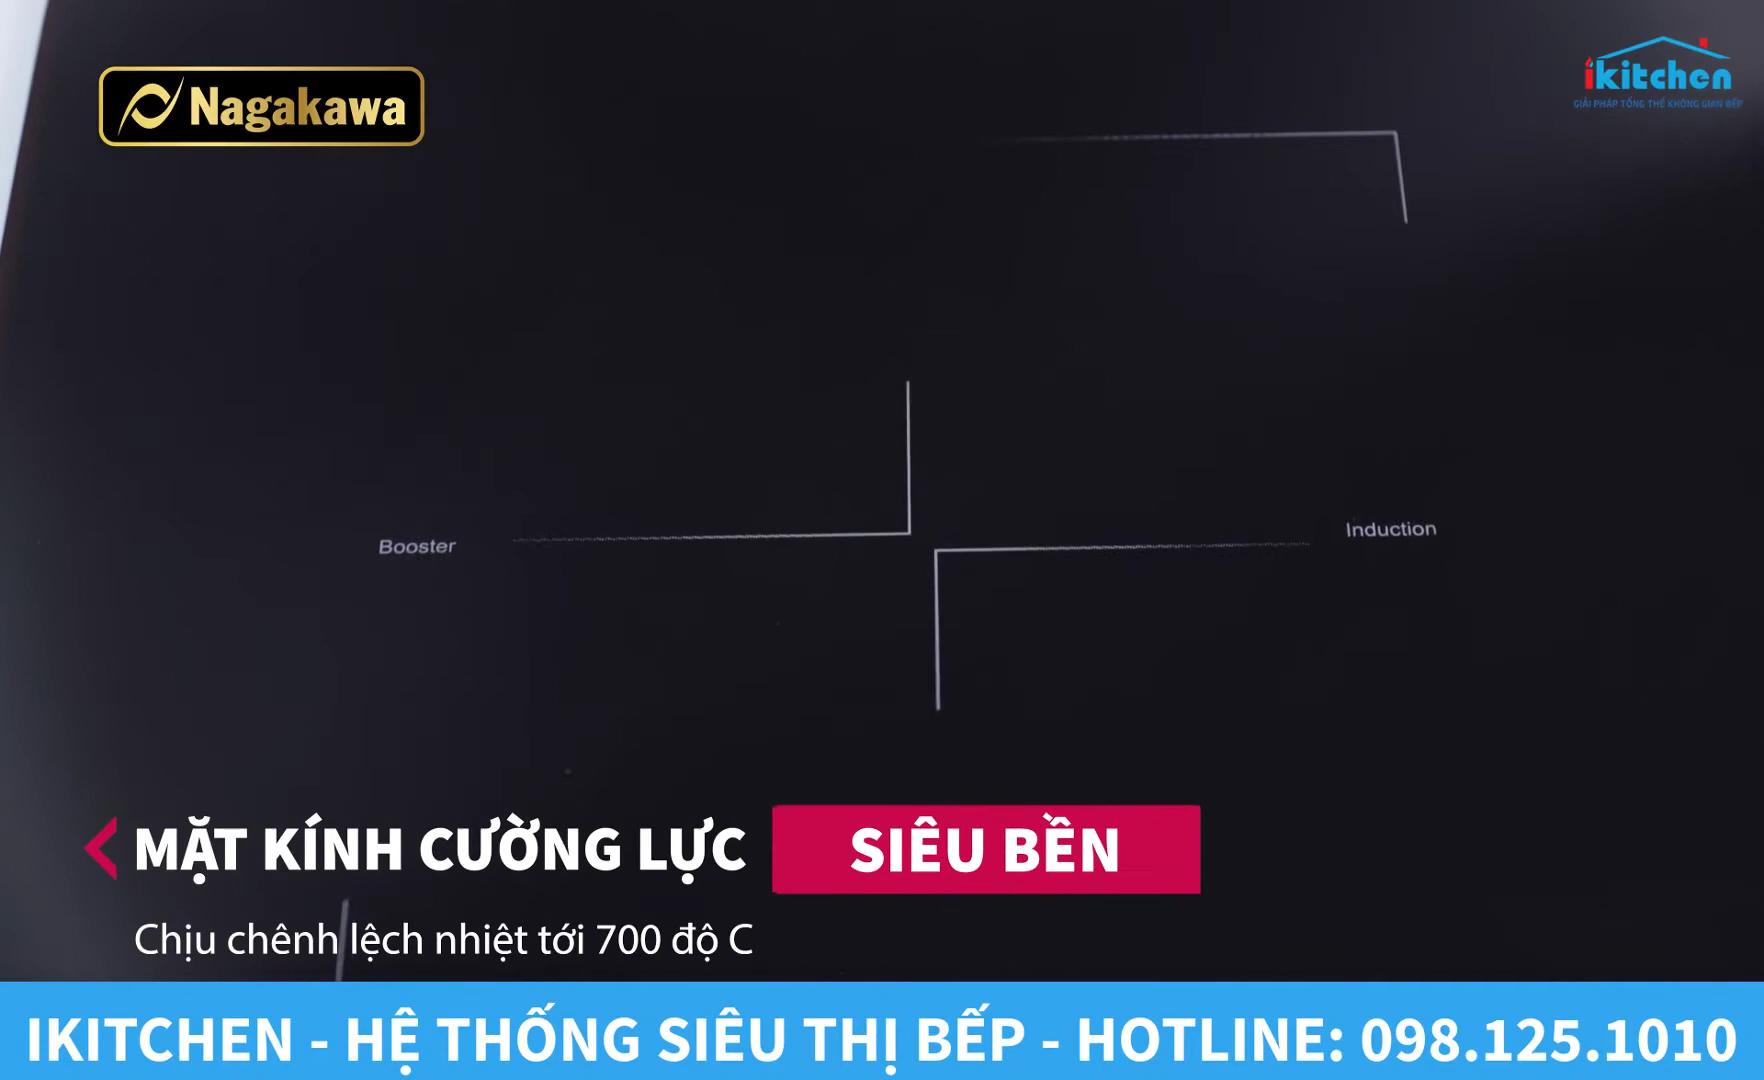 Nagakawa
ikitchen
GIẢI PHÁP TỔNG THỂ KHÔNG GIAN BẾP
Booster
Induction
MẶT KÍNH CƯỜNG LỰC SIÊU BỀN
Chịu chênh lệch nhiệt tới 700 độ C
IKITCHEN - HỆ THỐNG SIÊU THỊ BẾP - HOTLINE: 098.125.1010